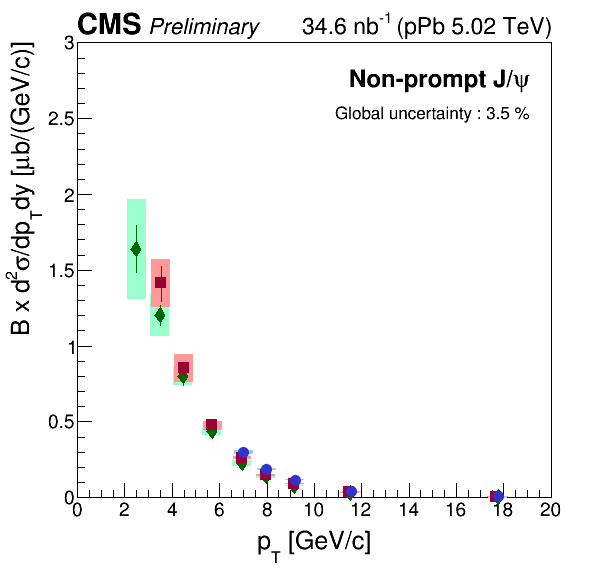 CMS Preliminary 34.6 nb⁻¹ (pPb 5.02 TeV)
Non-prompt J/ψ
Global uncertainty : 3.5 %
B x d²σ/dp_T dy [μb/(GeV/c)]
3
2.5
2
1.5
1
0.5
0
0 2 4 6 8 10 12 14 16 18 20
p_T [GeV/c]